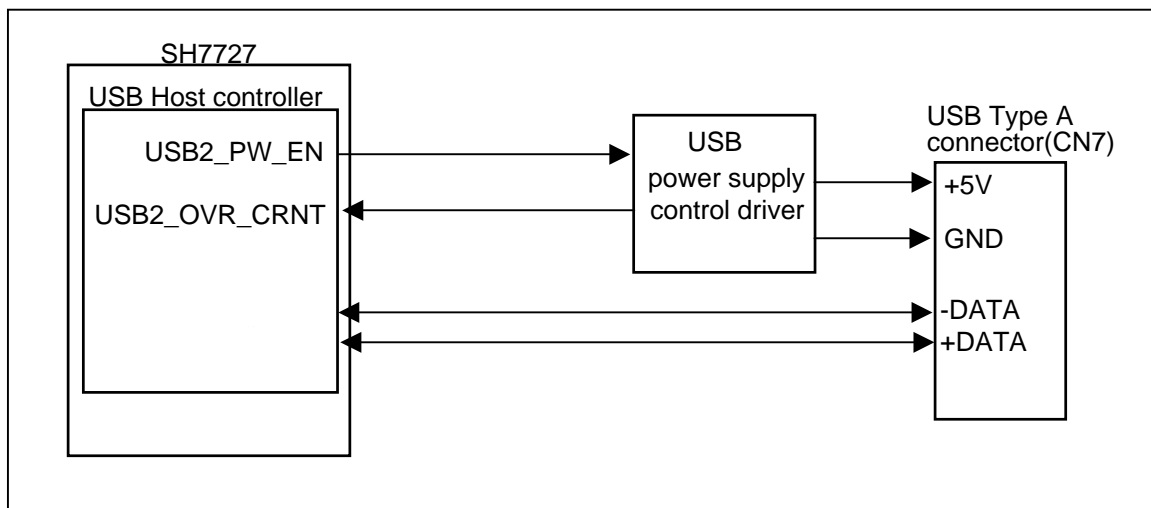 SH7727
USB Host controller
USB2_PW_EN
USB2_OVR_CRNT
USB
power supply
control driver
USB Type A
connector(CN7)
+5V
GND
-DATA
+DATA